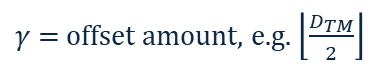 γ = offset amount, e.g. ⌊D_TM/2⌋